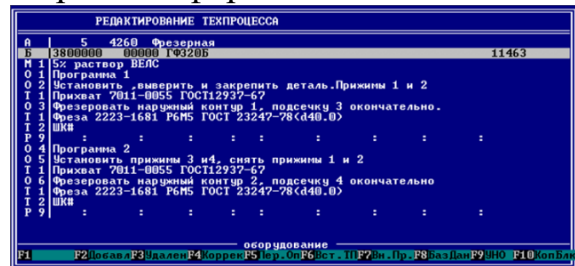 РЕДАКТИРОВАНИЕ ТЕХПРОЦЕССА
А 5 4260 Фрезерная
Б 3800000 00000 ГФ320Б 11463
М 1 5% раствор ВЕЛС
О 1 Программа 1
О 2 Установить ,выверить и закрепить деталь.Прижимы 1 и 2
Т 1 Прихват 7011-0055 ГОСТ12937-67
О 3 Фрезеровать наружный контур 1, подсечку 3 окончательно.
Т 1 Фреза 2223-1681 Р6М5 ГОСТ 23247-78(d40.0)
Т 2 ШК#
Р 9 : : : : : : :
О 4 Программа 2
О 5 Установить прижимы 3 и4, снять прижимы 1 и 2
Т 1 Прихват 7011-0055 ГОСТ12937-67
О 6 Фрезеровать наружный контур 2, подсечку 4 окончательно
Т 1 Фреза 2223-1681 Р6М5 ГОСТ 23247-78(d40.0)
Т 2 ШК#
Р 9 : : : : : : :
оборудование
F1 F2Добавл F3Удален F4Коррек F5Пер.Оп F6Вст.ТП F7Вн.Пр. F8БазДан F9УНО F10КопБлк